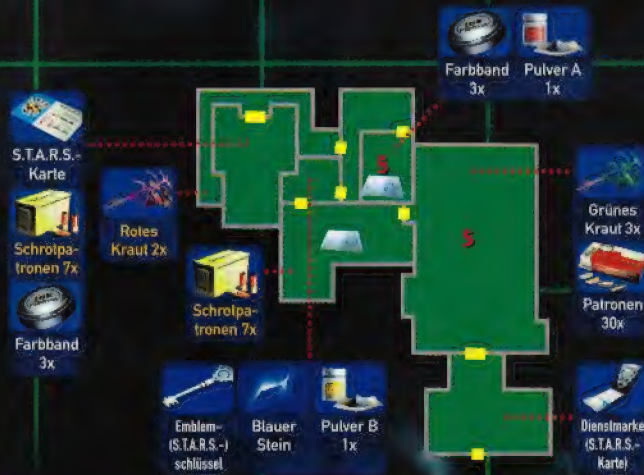 Farbband
3x
Pulver A
1x
S.T.A.R.S.-
Karte
Schrotpa-
tronen 7x
Farbband
3x
Rotes
Kraut 2x
Schrotpa-
tronen 7x
S
S
Grünes
Kraut 3x
Patronen
30x
Emblem-
(S.T.A.R.S.-)
schlüssel
Blauer
Stein
Pulver B
1x
Dienstmarke
(S.T.A.R.S.-
Karte)